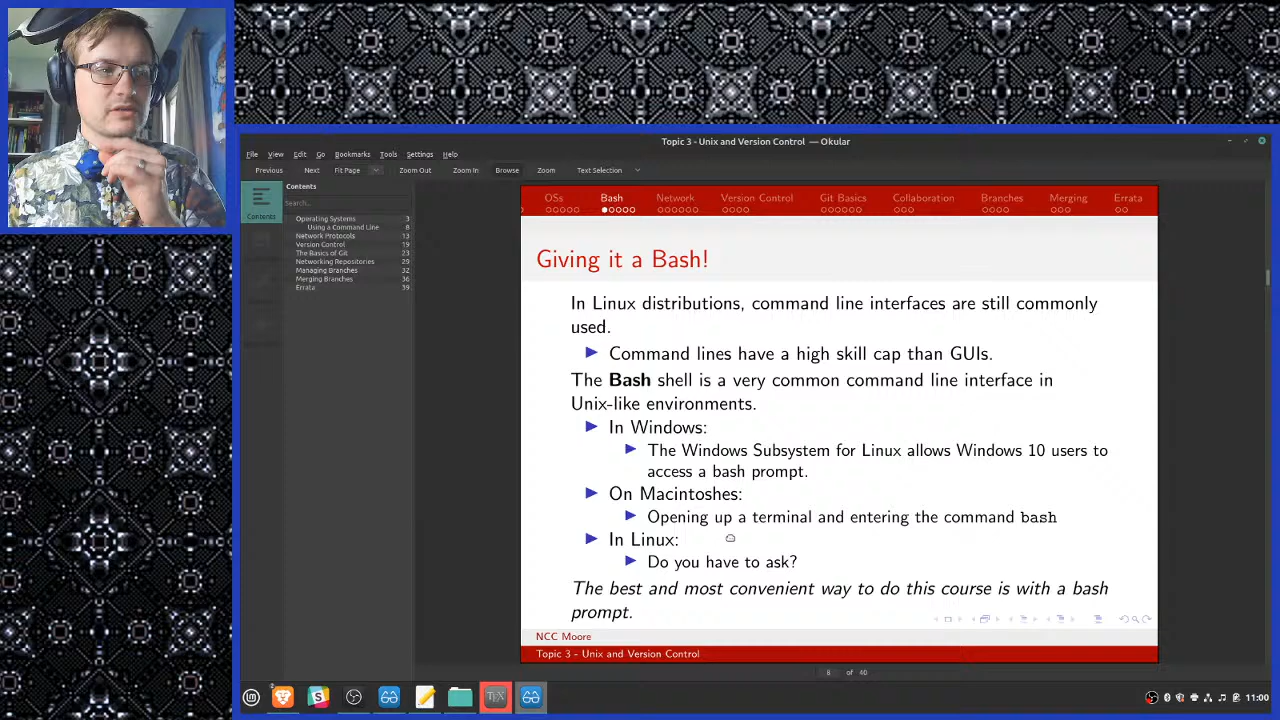 Topic 3 - Unix and Version Control — Okular
File View Edit Go Bookmarks Tools Settings Help
Previous Next Fit Page Zoom Out Zoom In Browse Zoom Text Selection
Contents
Contents
Search...
Operating Systems 3
Using a Command Line 8
Network Protocols 13
Version Control 19
The Basics of Git 23
Networking Repositories 29
Managing Branches 32
Merging Branches 36
Errata 39
OSs Bash Network Version Control Git Basics Collaboration Branches Merging Errata
Giving it a Bash!
In Linux distributions, command line interfaces are still commonly
used.
Command lines have a high skill cap than GUIs.
The Bash shell is a very common command line interface in
Unix-like environments.
In Windows:
The Windows Subsystem for Linux allows Windows 10 users to
access a bash prompt.
On Macintoshes:
Opening up a terminal and entering the command bash
In Linux:
Do you have to ask?
The best and most convenient way to do this course is with a bash
prompt.
NCC Moore
Topic 3 - Unix and Version Control
8 of 40
TEX
11:00